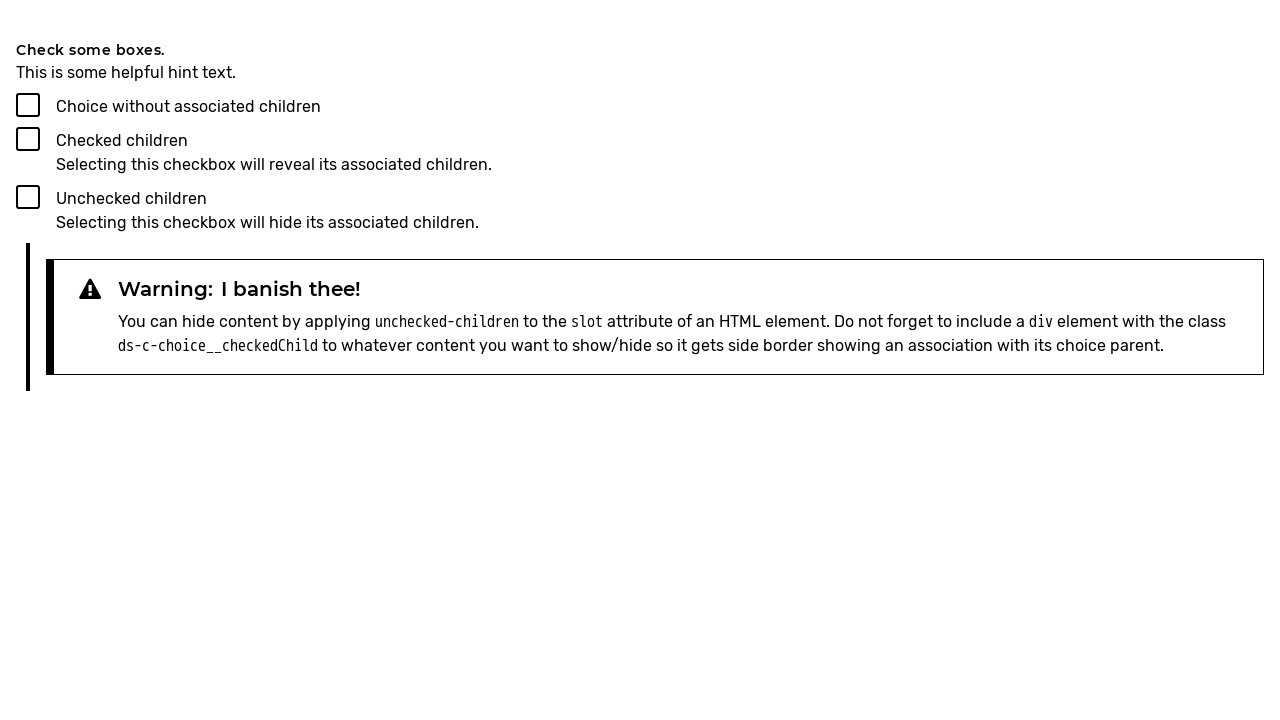 Check some boxes.
This is some helpful hint text.
Choice without associated children
Checked children
Selecting this checkbox will reveal its associated children.
Unchecked children
Selecting this checkbox will hide its associated children.
Warning: I banish thee!
You can hide content by applying unchecked-children to the slot attribute of an HTML element. Do not forget to include a div element with the class
ds-c-choice__checkedChild to whatever content you want to show/hide so it gets side border showing an association with its choice parent.